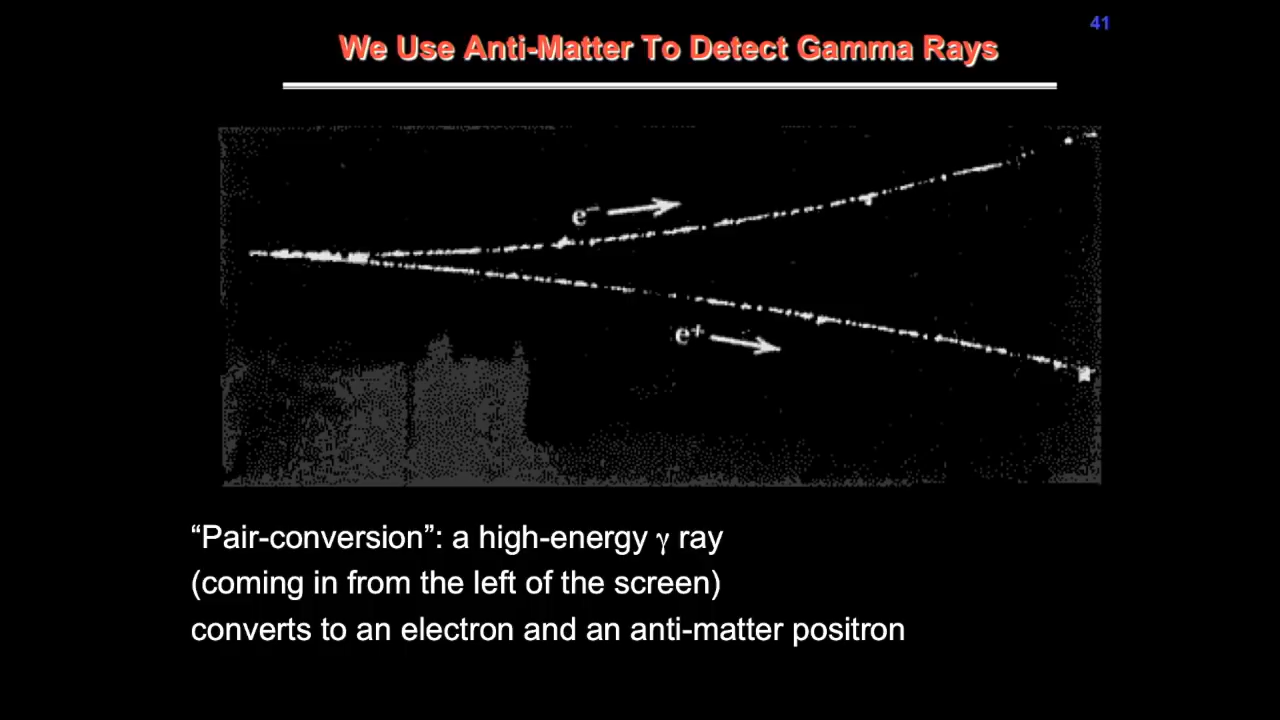 41
We Use Anti-Matter To Detect Gamma Rays
e⁻
e⁺
“Pair-conversion”: a high-energy γ ray
(coming in from the left of the screen)
converts to an electron and an anti-matter positron